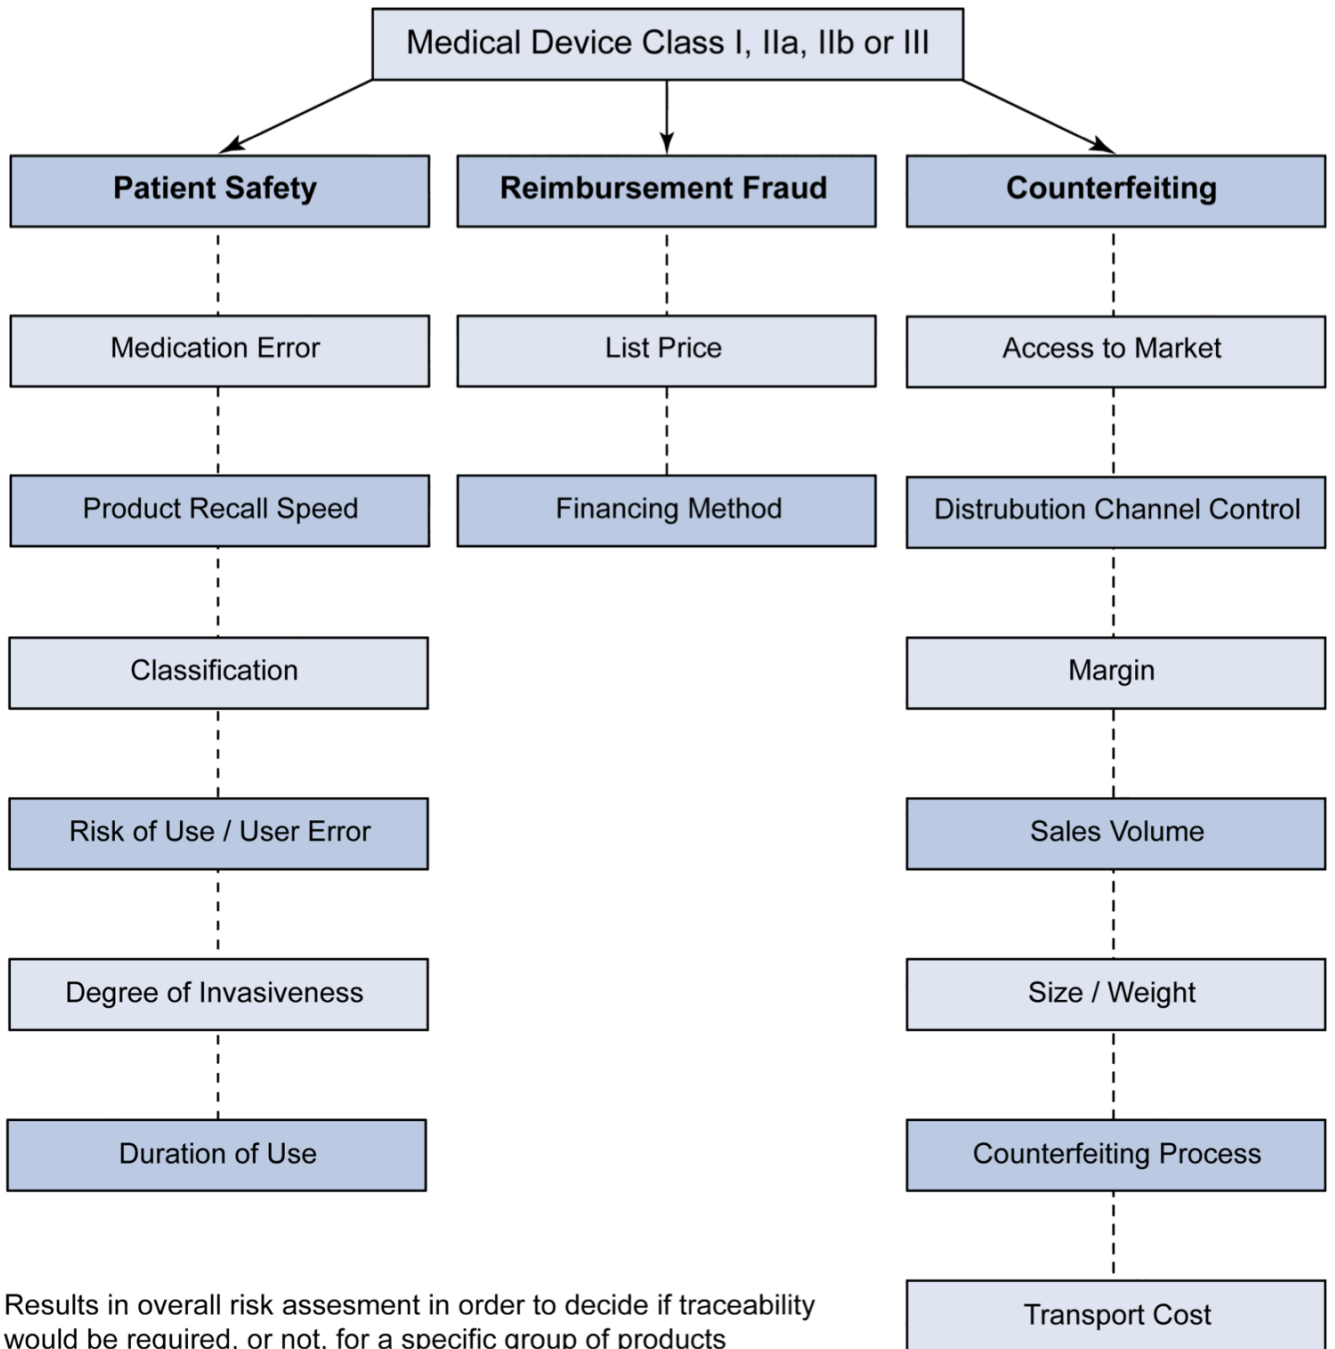 Medical Device Class I, IIa, IIb or III
Patient Safety
Reimbursement Fraud
Counterfeiting
Medication Error
List Price
Access to Market
Product Recall Speed
Financing Method
Distrubution Channel Control
Classification
Margin
Risk of Use / User Error
Sales Volume
Degree of Invasiveness
Size / Weight
Duration of Use
Counterfeiting Process
Transport Cost
Results in overall risk assesment in order to decide if traceability
would be required, or not, for a specific group of products